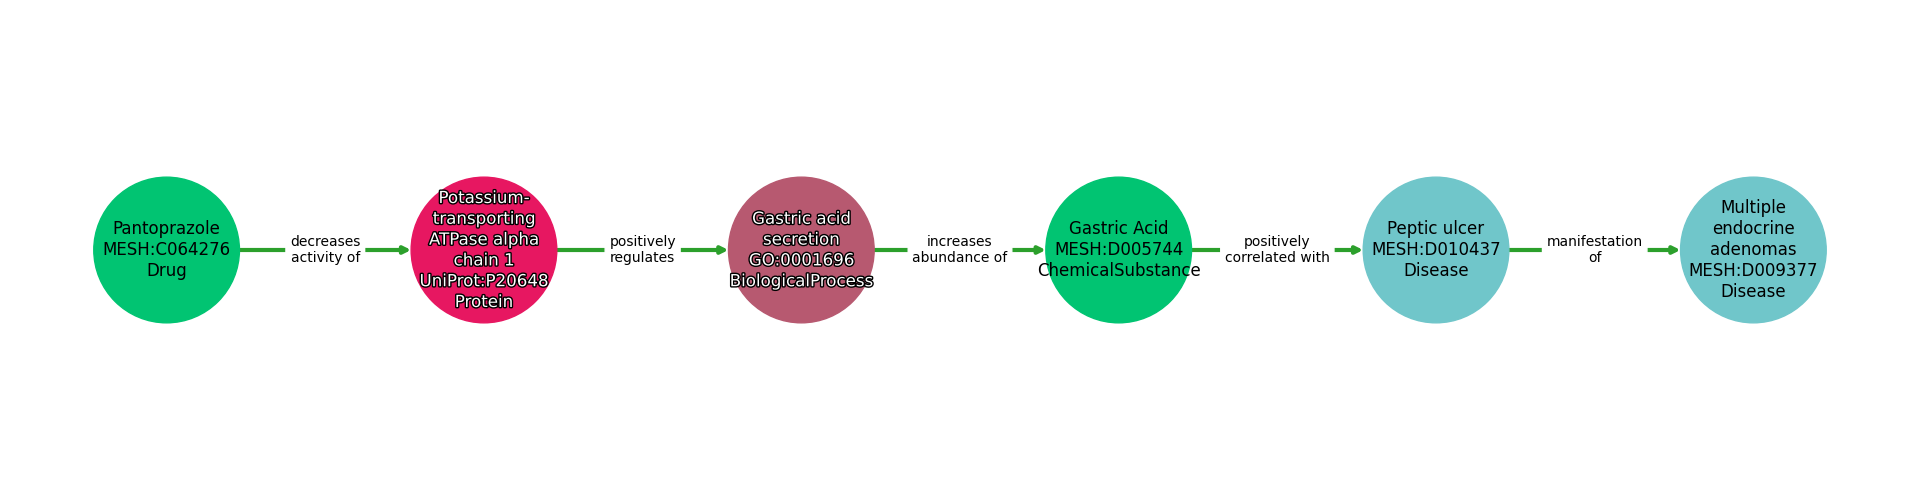 Pantoprazole
MESH:C064276
Drug
decreases
activity of
Potassium-
transporting
ATPase alpha
chain 1
UniProt:P20648
Protein
positively
regulates
Gastric acid
secretion
GO:0001696
BiologicalProcess
increases
abundance of
Gastric Acid
MESH:D005744
ChemicalSubstance
positively
correlated with
Peptic ulcer
MESH:D010437
Disease
manifestation
of
Multiple
endocrine
adenomas
MESH:D009377
Disease